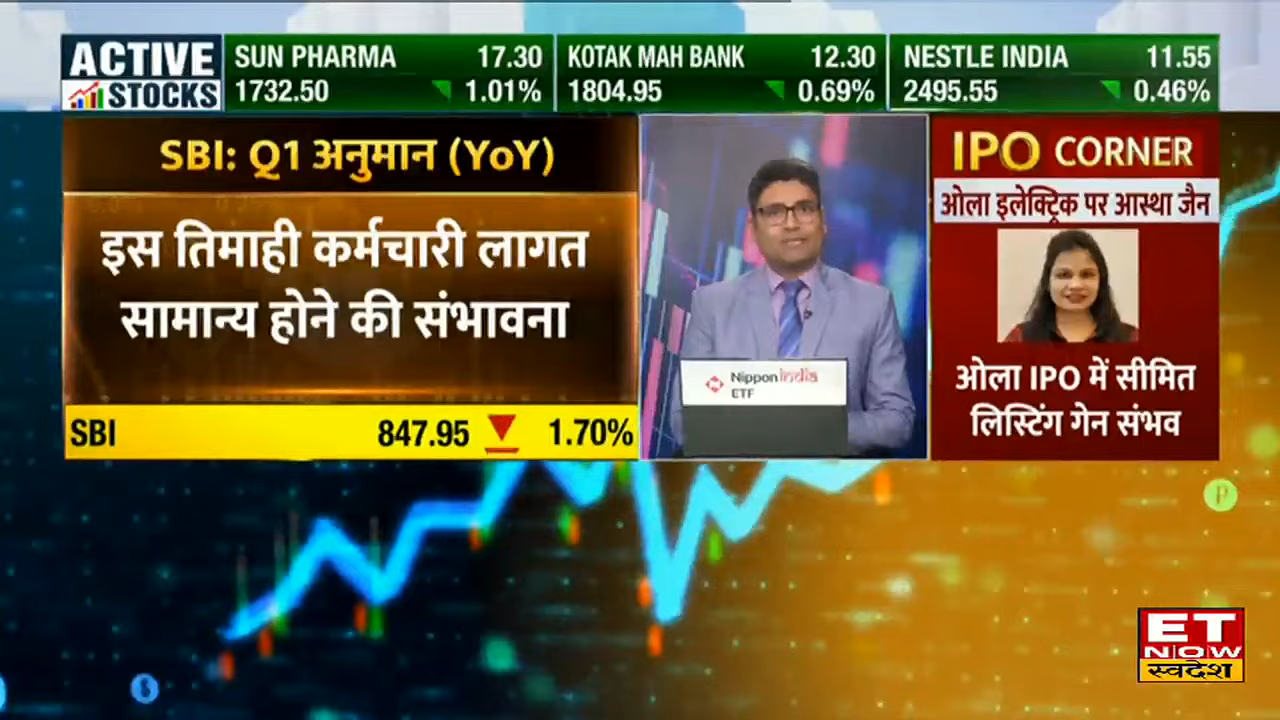 ACTIVE
STOCKS
SUN PHARMA 17.30
1732.50 1.01%
KOTAK MAH BANK 12.30
1804.95 0.69%
NESTLE INDIA 11.55
2495.55 0.46%
SBI: Q1 अनुमान (YoY)
इस तिमाही कर्मचारी लागत
सामान्य होने की संभावना
SBI 847.95 1.70%
Nippon india
ETF
IPO CORNER
ओला इलेक्ट्रिक पर आस्था जैन
ओला IPO में सीमित
लिस्टिंग गेन संभव
P
ET
NOW
स्वदेश